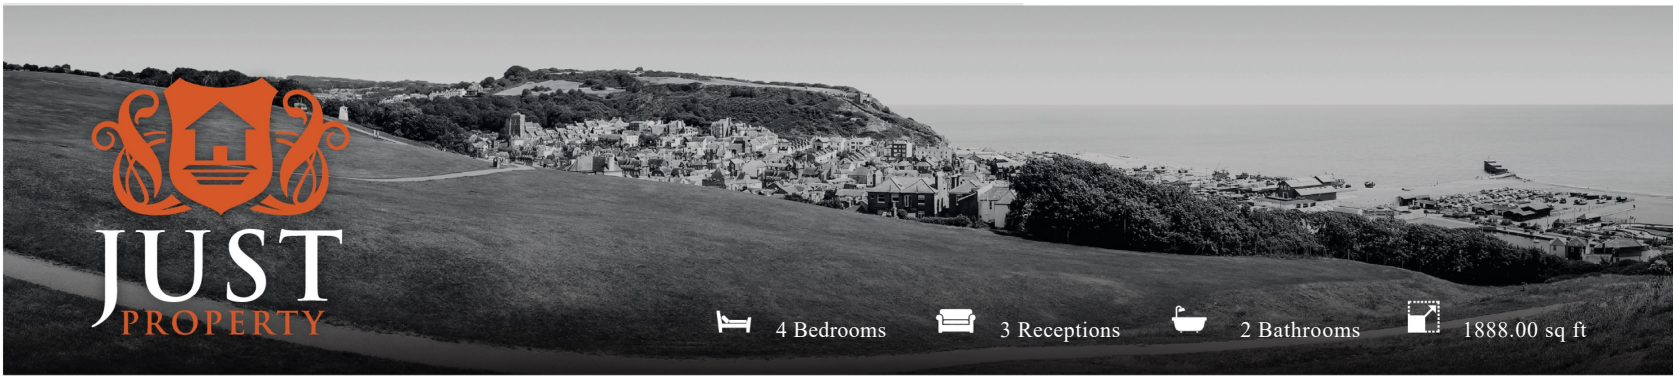 JUST
PROPERTY
4 Bedrooms
3 Receptions
2 Bathrooms
1888.00 sq ft